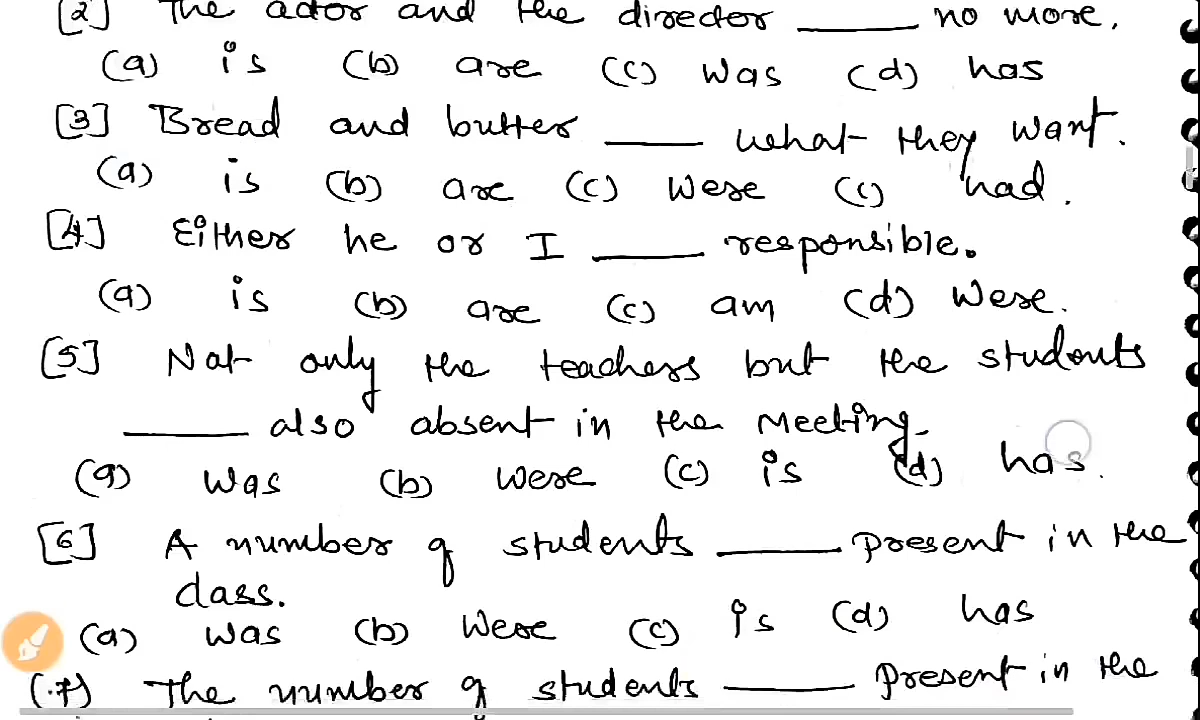 [2] The actor and the director ______ no more.
(a) is (b) are (c) was (d) has
[3] Bread and butter ______ what they want.
(a) is (b) are (c) were (c) had.
[4] Either he or I ______ responsible.
(a) is (b) are (c) am (d) were.
[5] Not only the teachers but the students
______ also absent in the Meeting.
(a) was (b) were (c) is (d) has.
[6] A number of students ______ present in the
class.
(a) was (b) were (c) is (d) has
(7) The number of students ______ present in the